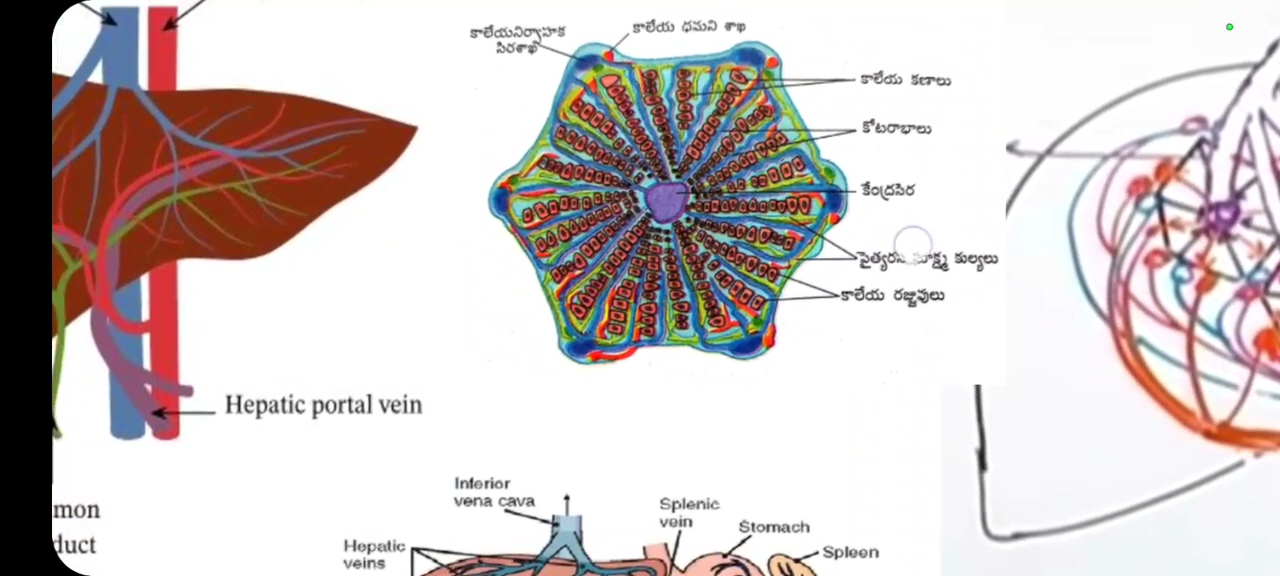 కాలేయనిర్వాహక
సిరశాఖ
కాలేయ ధమని శాఖ
కాలేయ కణాలు
కోటరాభాలు
కేంద్రసిర
కుల్యలు
కాలేయ రజ్జువులు
Hepatic portal vein
mon
duct
Inferior
vena cava
Splenic
vein
Stomach
Spleen
Hepatic
veins